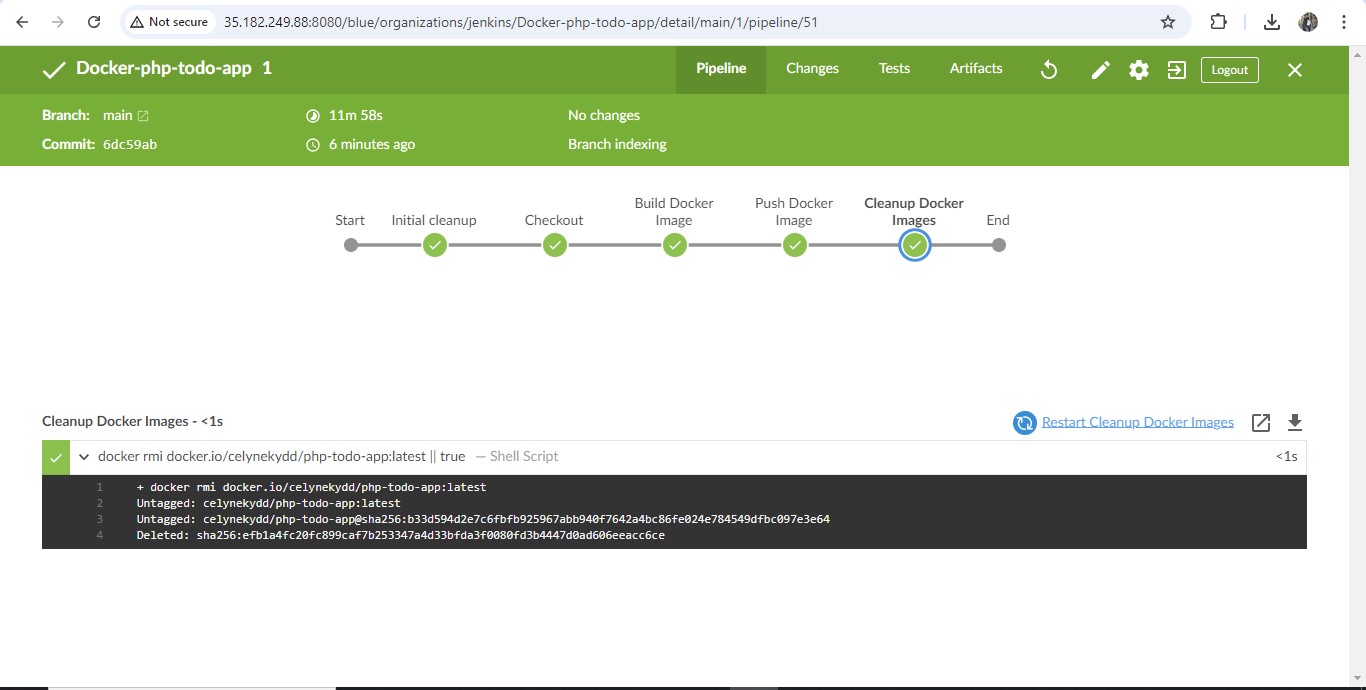 Not secure 35.182.249.88:8080/blue/organizations/jenkins/Docker-php-todo-app/detail/main/1/pipeline/51
Docker-php-todo-app 1 Pipeline Changes Tests Artifacts Logout
Branch: main 11m 58s No changes
Commit: 6dc59ab 6 minutes ago Branch indexing
Start Initial cleanup Checkout Build Docker Image Push Docker Image Cleanup Docker Images End
Cleanup Docker Images - <1s Restart Cleanup Docker Images
docker rmi docker.io/celynekydd/php-todo-app:latest || true — Shell Script <1s
1 + docker rmi docker.io/celynekydd/php-todo-app:latest
2 Untagged: celynekydd/php-todo-app:latest
3 Untagged: celynekydd/php-todo-app@sha256:b33d594d2e7c6fbfb925967abb940f7642a4bc86fe024e784549dfbc097e3e64
4 Deleted: sha256:efb1a4fc20fc899caf7b253347a4d33bfda3f0080fd3b4447d0ad606eeacc6ce